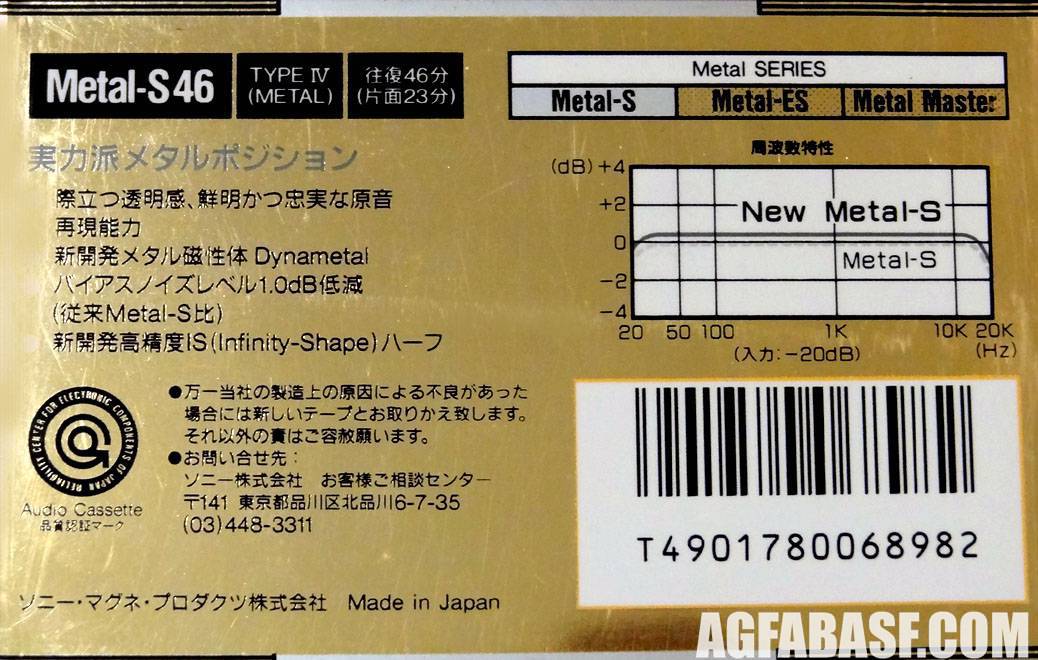 Metal-S46
TYPE Ⅳ
(METAL)
往復46分
(片面23分)
Metal SERIES
Metal-S
Metal-ES
Metal Master
実力派メタルポジション
際立つ透明感、鮮明かつ忠実な原音
再現能力
新開発メタル磁性体 Dynametal
バイアスノイズレベル1.0dB低減
(従来Metal-S比)
新開発高精度IS(Infinity-Shape)ハーフ
周波数特性
(dB)
+4
+2
0
−2
−4
New Metal-S
Metal-S
20 50 100 1K 10K 20K
(入力:−20dB)
(Hz)
RELIABILITY CENTER FOR ELECTRONIC COMPONENTS OF JAPAN
Audio Cassette
品質認証マーク
●万一当社の製造上の原因による不良があった
場合には新しいテープとお取りかえ致します。
それ以外の責はご容赦願います。
●お問い合せ先:
ソニー株式会社 お客様ご相談センター
〒141 東京都品川区北品川6-7-35
(03)448-3311
T4901780068982
ソニー・マグネ・プロダクツ株式会社 Made in Japan
AGFABASF.COM